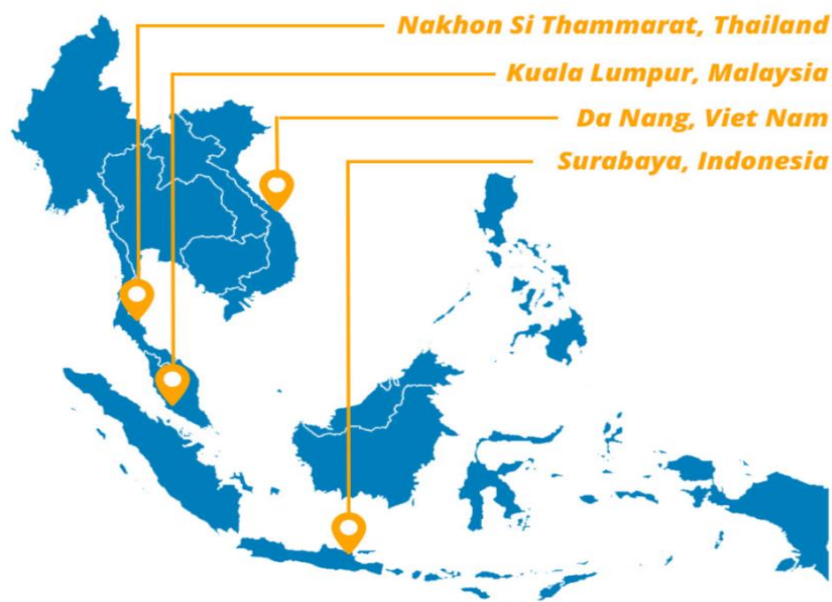 Nakhon Si Thammarat, Thailand
Kuala Lumpur, Malaysia
Da Nang, Viet Nam
Surabaya, Indonesia